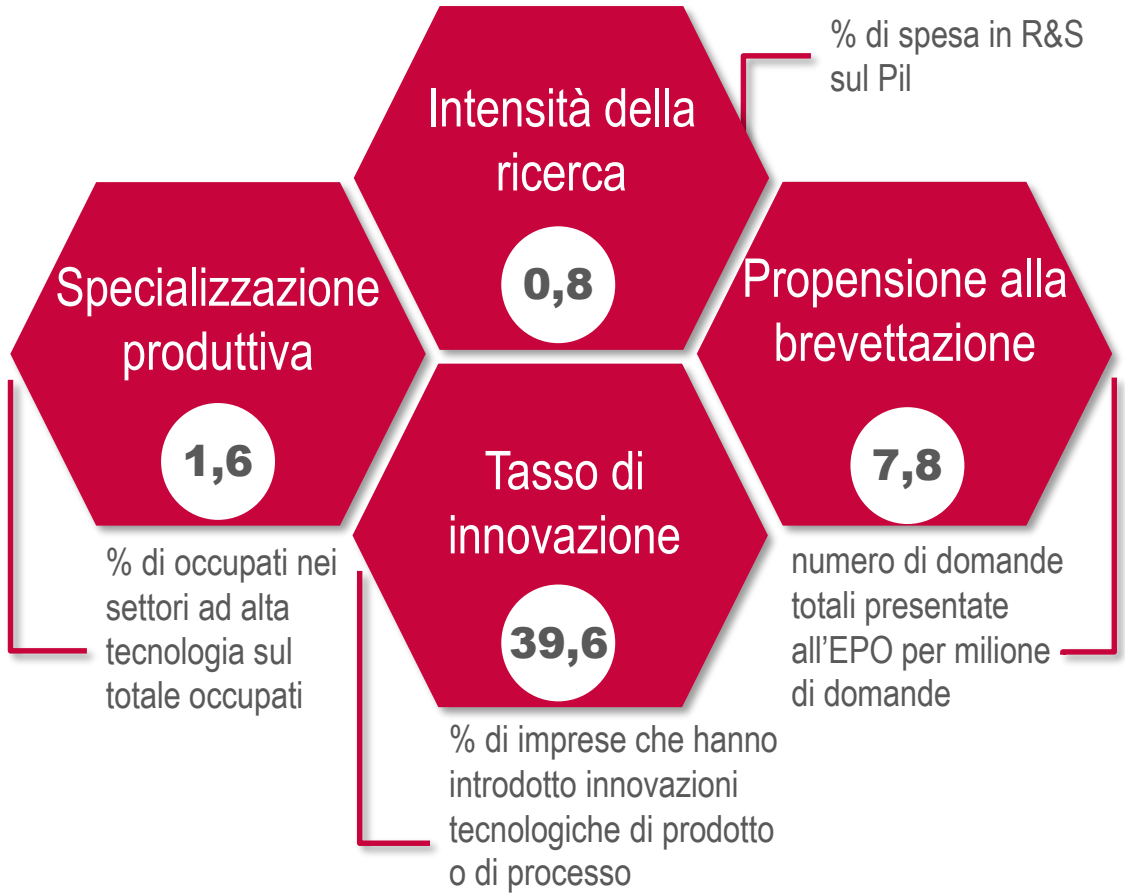 % di spesa in R&S
sul Pil
Intensità della
ricerca
0,8
Specializzazione
produttiva
1,6
Propensione alla
brevettazione
7,8
Tasso di
innovazione
39,6
% di occupati nei
settori ad alta
tecnologia sul
totale occupati
numero di domande
totali presentate
all’EPO per milione
di domande
% di imprese che hanno
introdotto innovazioni
tecnologiche di prodotto
o di processo